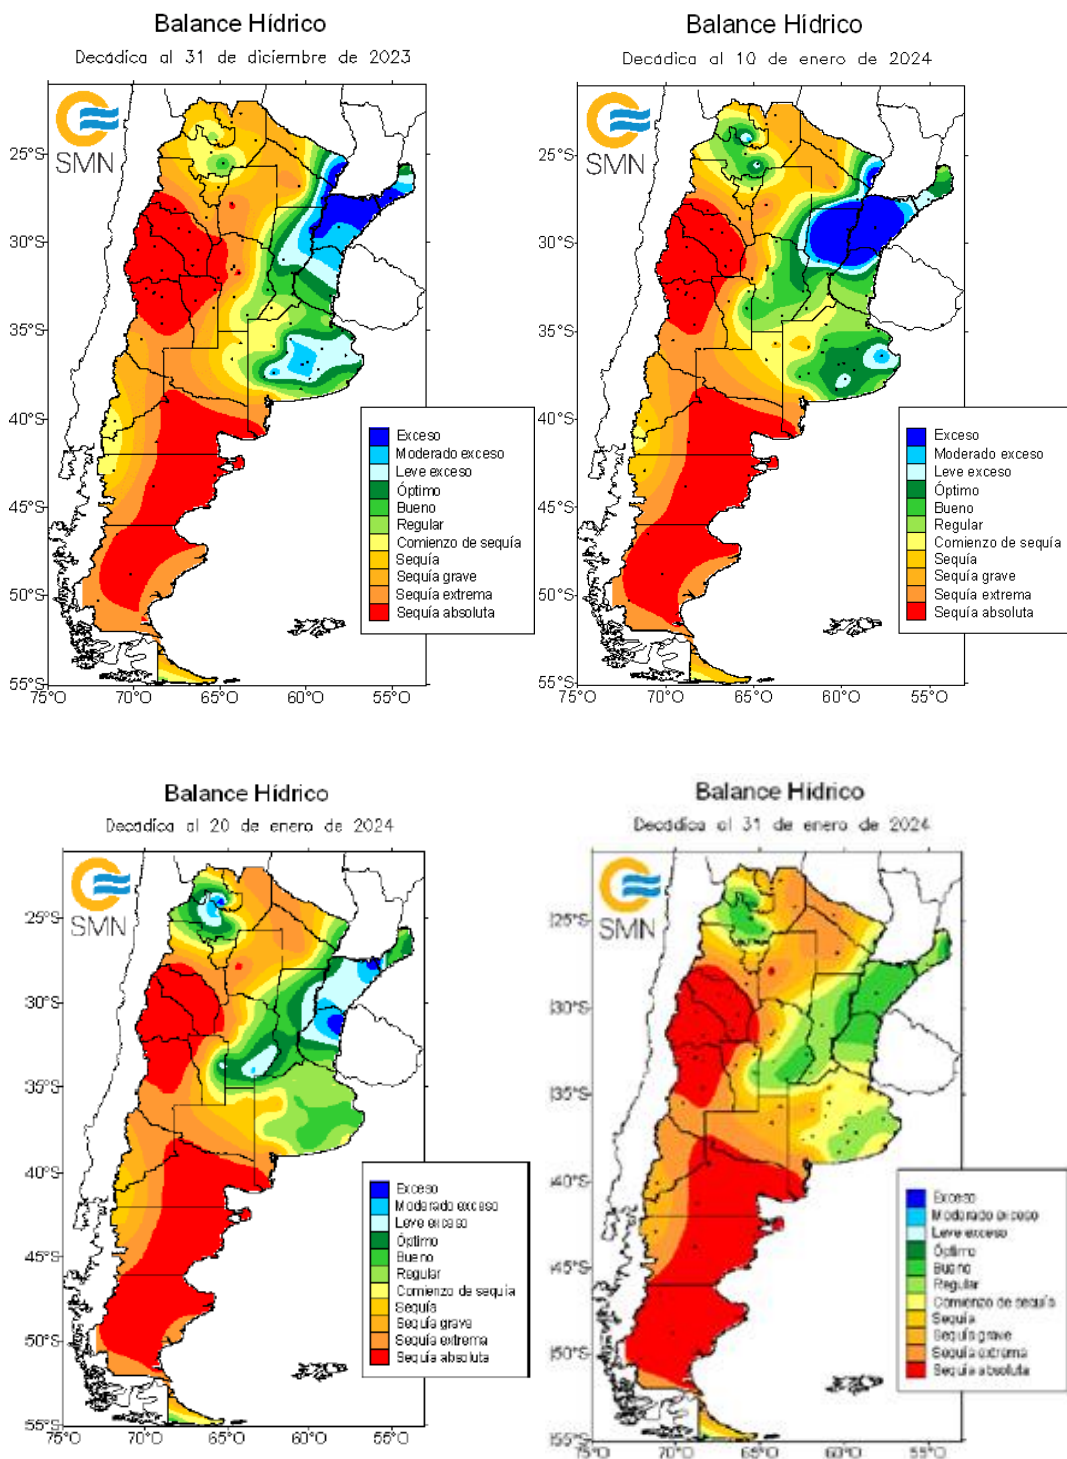 Balance Hídrico
Decádica al 31 de diciembre de 2023
SMN
25°S
30°S
35°S
40°S
45°S
50°S
55°S
75°O 70°O 65°O 60°O 55°O
Exceso
Moderado exceso
Leve exceso
Óptimo
Bueno
Regular
Comienzo de sequía
Sequía
Sequía grave
Sequía extrema
Sequía absoluta
Balance Hídrico
Decádica al 10 de enero de 2024
SMN
25°S
30°S
35°S
40°S
45°S
50°S
55°S
75°O 70°O 65°O 60°O 55°O
Exceso
Moderado exceso
Leve exceso
Óptimo
Bueno
Regular
Comienzo de sequía
Sequía
Sequía grave
Sequía extrema
Sequía absoluta
Balance Hídrico
Decádica al 20 de enero de 2024
SMN
25°S
30°S
35°S
40°S
45°S
50°S
55°S
75°O 70°O 65°O 60°O 55°O
Exceso
Moderado exceso
Leve exceso
Óptimo
Bueno
Regular
Comienzo de sequía
Sequía
Sequía grave
Sequía extrema
Sequía absoluta
Balance Hídrico
Decádica al 31 de enero de 2024
SMN
25°S
30°S
35°S
40°S
45°S
50°S
55°S
75°O 70°O 65°O 60°O 55°O
Exceso
Moderado exceso
Leve exceso
Óptimo
Bueno
Regular
Comienzo de sequía
Sequía
Sequía grave
Sequía extrema
Sequía absoluta